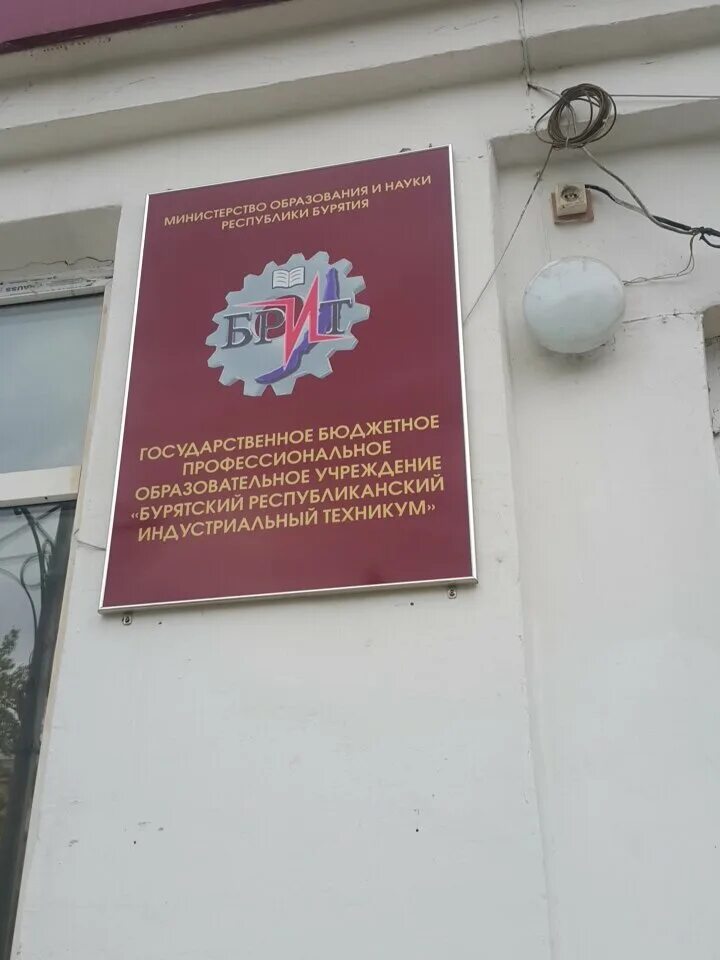 МИНИСТЕРСТВО ОБРАЗОВАНИЯ И НАУКИ
РЕСПУБЛИКИ БУРЯТИЯ
БРИТ
ГОСУДАРСТВЕННОЕ БЮДЖЕТНОЕ
ПРОФЕССИОНАЛЬНОЕ
ОБРАЗОВАТЕЛЬНОЕ УЧРЕЖДЕНИЕ
«БУРЯТСКИЙ РЕСПУБЛИКАНСКИЙ
ИНДУСТРИАЛЬНЫЙ ТЕХНИКУМ»